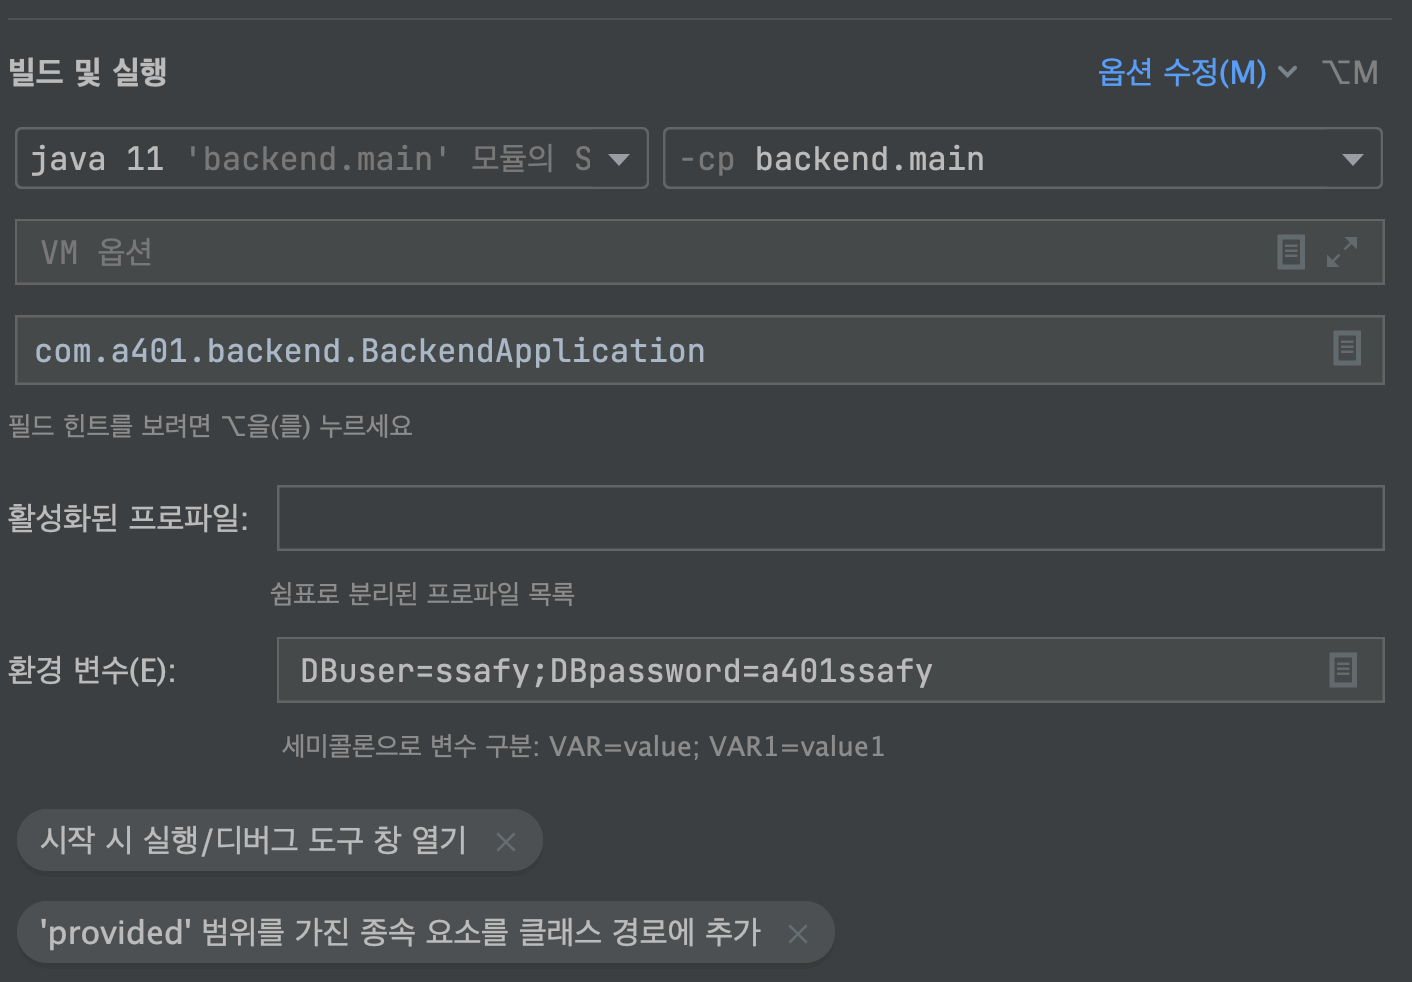 빌드 및 실행 옵션 수정(M) ⌥M
java 11 'backend.main' 모듈의 S -cp backend.main
VM 옵션
com.a401.backend.BackendApplication
필드 힌트를 보려면 ⌥을(를) 누르세요
활성화된 프로파일:
쉼표로 분리된 프로파일 목록
환경 변수(E): DBuser=ssafy;DBpassword=a401ssafy
세미콜론으로 변수 구분: VAR=value; VAR1=value1
시작 시 실행/디버그 도구 창 열기 ×
'provided' 범위를 가진 종속 요소를 클래스 경로에 추가 ×